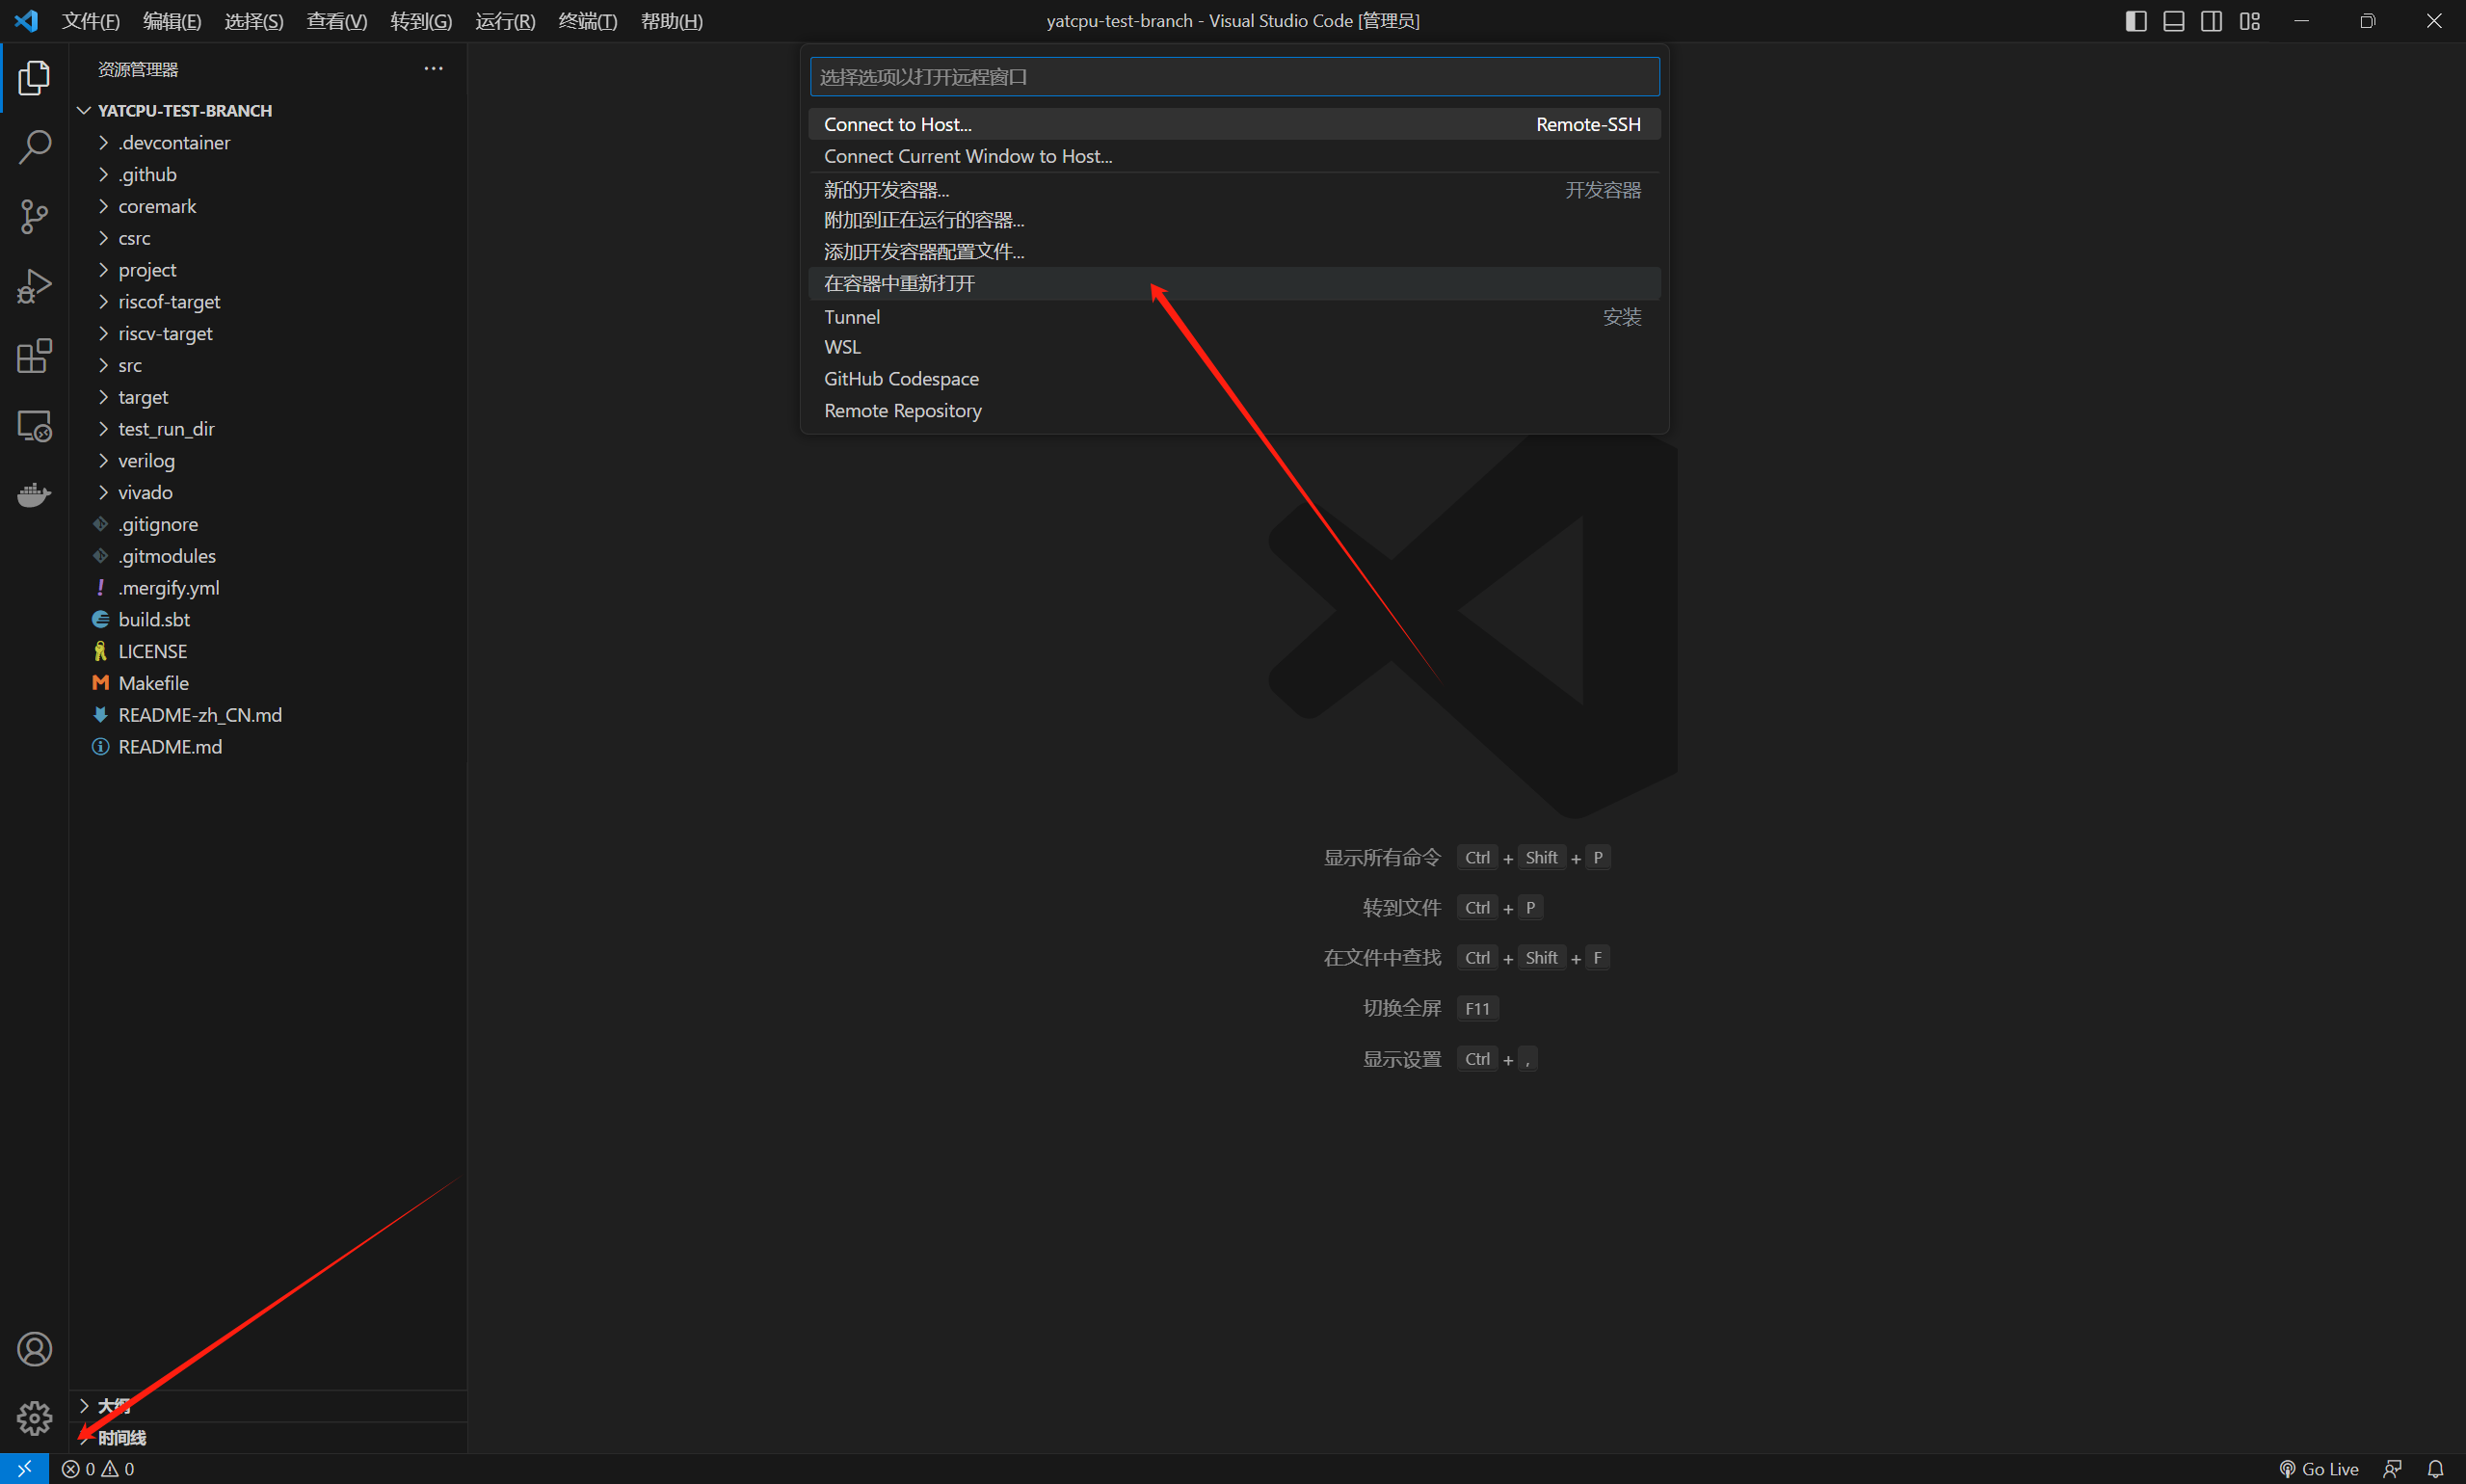 文件(F) 编辑(E) 选择(S) 查看(V) 转到(G) 运行(R) 终端(T) 帮助(H) yatcpu-test-branch - Visual Studio Code [管理员]
资源管理器
YATCPU-TEST-BRANCH
.devcontainer
.github
coremark
csrc
project
riscof-target
riscv-target
src
target
test_run_dir
verilog
vivado
.gitignore
.gitmodules
.mergify.yml
build.sbt
LICENSE
Makefile
README-zh_CN.md
README.md
大纲
时间线
选择选项以打开远程窗口
Connect to Host... Remote-SSH
Connect Current Window to Host...
新的开发容器... 开发容器
附加到正在运行的容器...
添加开发容器配置文件...
在容器中重新打开
Tunnel 安装
WSL
GitHub Codespace
Remote Repository
显示所有命令 Ctrl + Shift + P
转到文件 Ctrl + P
在文件中查找 Ctrl + Shift + F
切换全屏 F11
显示设置 Ctrl + ,
0 0 Go Live